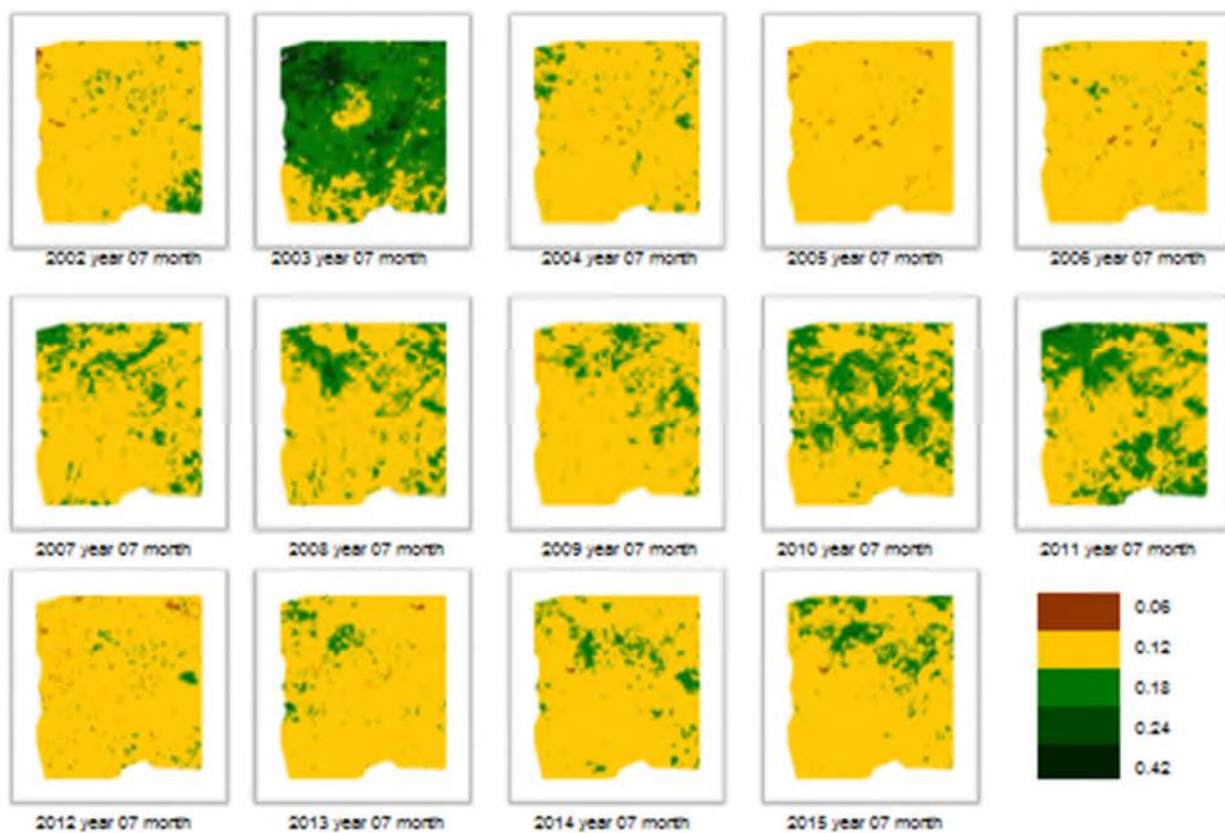 2002 year 07 month
2003 year 07 month
2004 year 07 month
2005 year 07 month
2006 year 07 month
2007 year 07 month
2008 year 07 month
2009 year 07 month
2010 year 07 month
2011 year 07 month
0.06
0.12
0.18
0.24
0.42
2012 year 07 month
2013 year 07 month
2014 year 07 month
2015 year 07 month